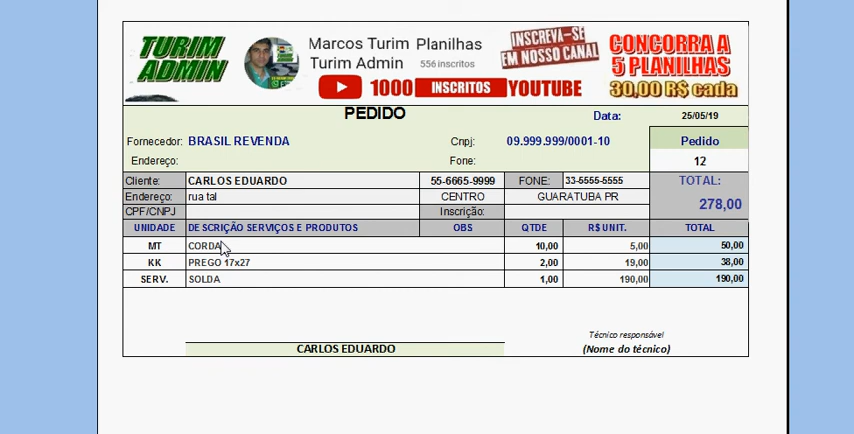 TURIM
ADMIN
Marcos Turim Planilhas
Turim Admin 556 inscritos
INSCREVA-SE
EM NOSSO CANAL
CONCORRA A
5 PLANILHAS
30,00 R$ cada
1000 INSCRITOS YOUTUBE
PEDIDO Data: 25/05/19
Fornecedor: BRASIL REVENDA Cnpj: 09.999.999/0001-10 Pedido
Endereço: Fone: 12
Cliente: CARLOS EDUARDO 55-6665-9999 FONE: 33-5555-5555 TOTAL:
Endereço: rua tal CENTRO GUARATUBA PR 278,00
CPF/CNPJ Inscrição:
UNIDADE DESCRIÇÃO SERVIÇOS E PRODUTOS OBS QTDE R$ UNIT. TOTAL
MT CORDA 10,00 5,00 50,00
KK PREGO 17x27 2,00 19,00 38,00
SERV. SOLDA 1,00 190,00 190,00
Técnico responsável
CARLOS EDUARDO (Nome do técnico)